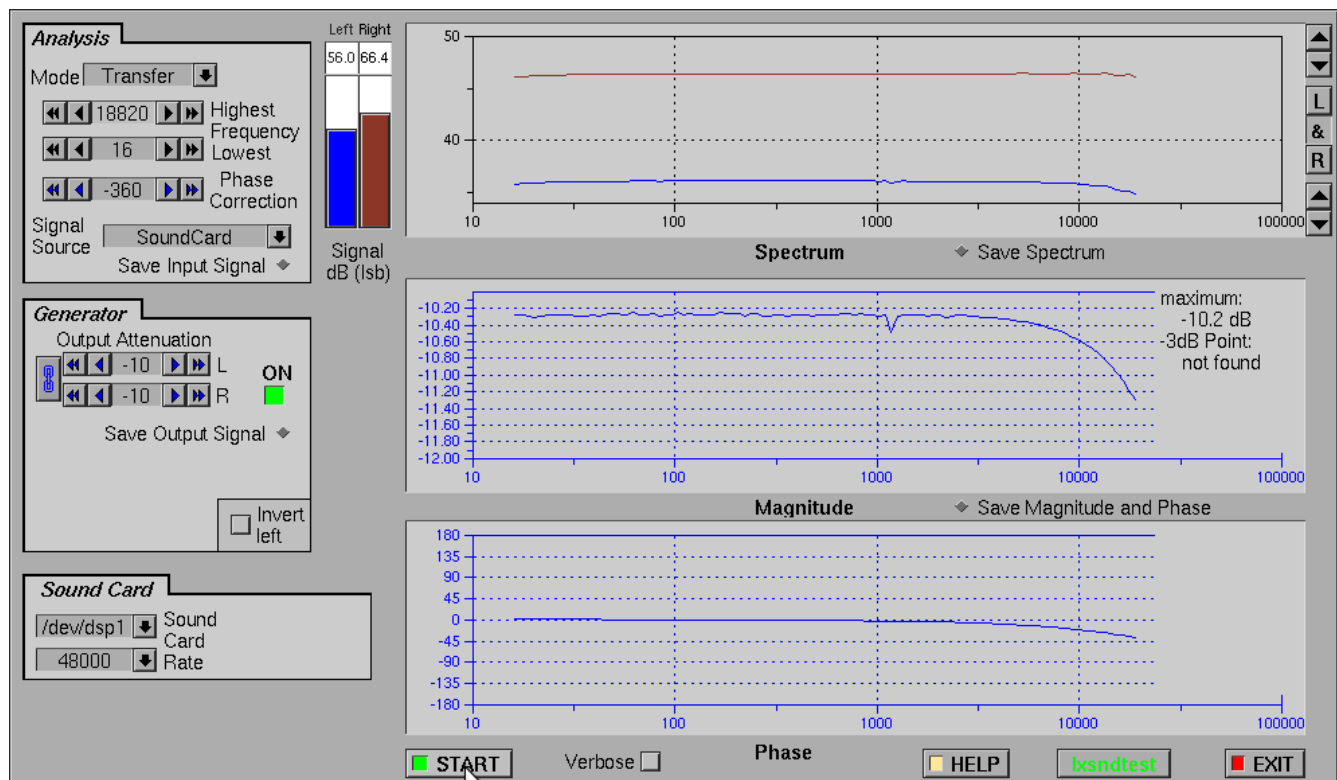 Analysis
Mode Transfer
18820 Highest Frequency
16 Lowest
-360 Phase Correction
Signal Source SoundCard
Save Input Signal
Generator
Output Attenuation
-10 L
ON
-10 R
Save Output Signal
Invert left
Sound Card
/dev/dsp1 Sound Card
48000 Rate
Left Right
56.0 66.4
Signal
dB (lsb)
50
40
10 100 1000 10000 100000
Spectrum
Save Spectrum
L
&
R
-10.20
-10.40
-10.60
-10.80
-11.00
-11.20
-11.40
-11.60
-11.80
-12.00
10 100 1000 10000 100000
maximum:
-10.2 dB
-3dB Point:
not found
Magnitude
Save Magnitude and Phase
180
135
90
45
0
-45
-90
-135
-180
10 100 1000 10000 100000
START
Verbose
Phase
HELP
lxsndtest
EXIT